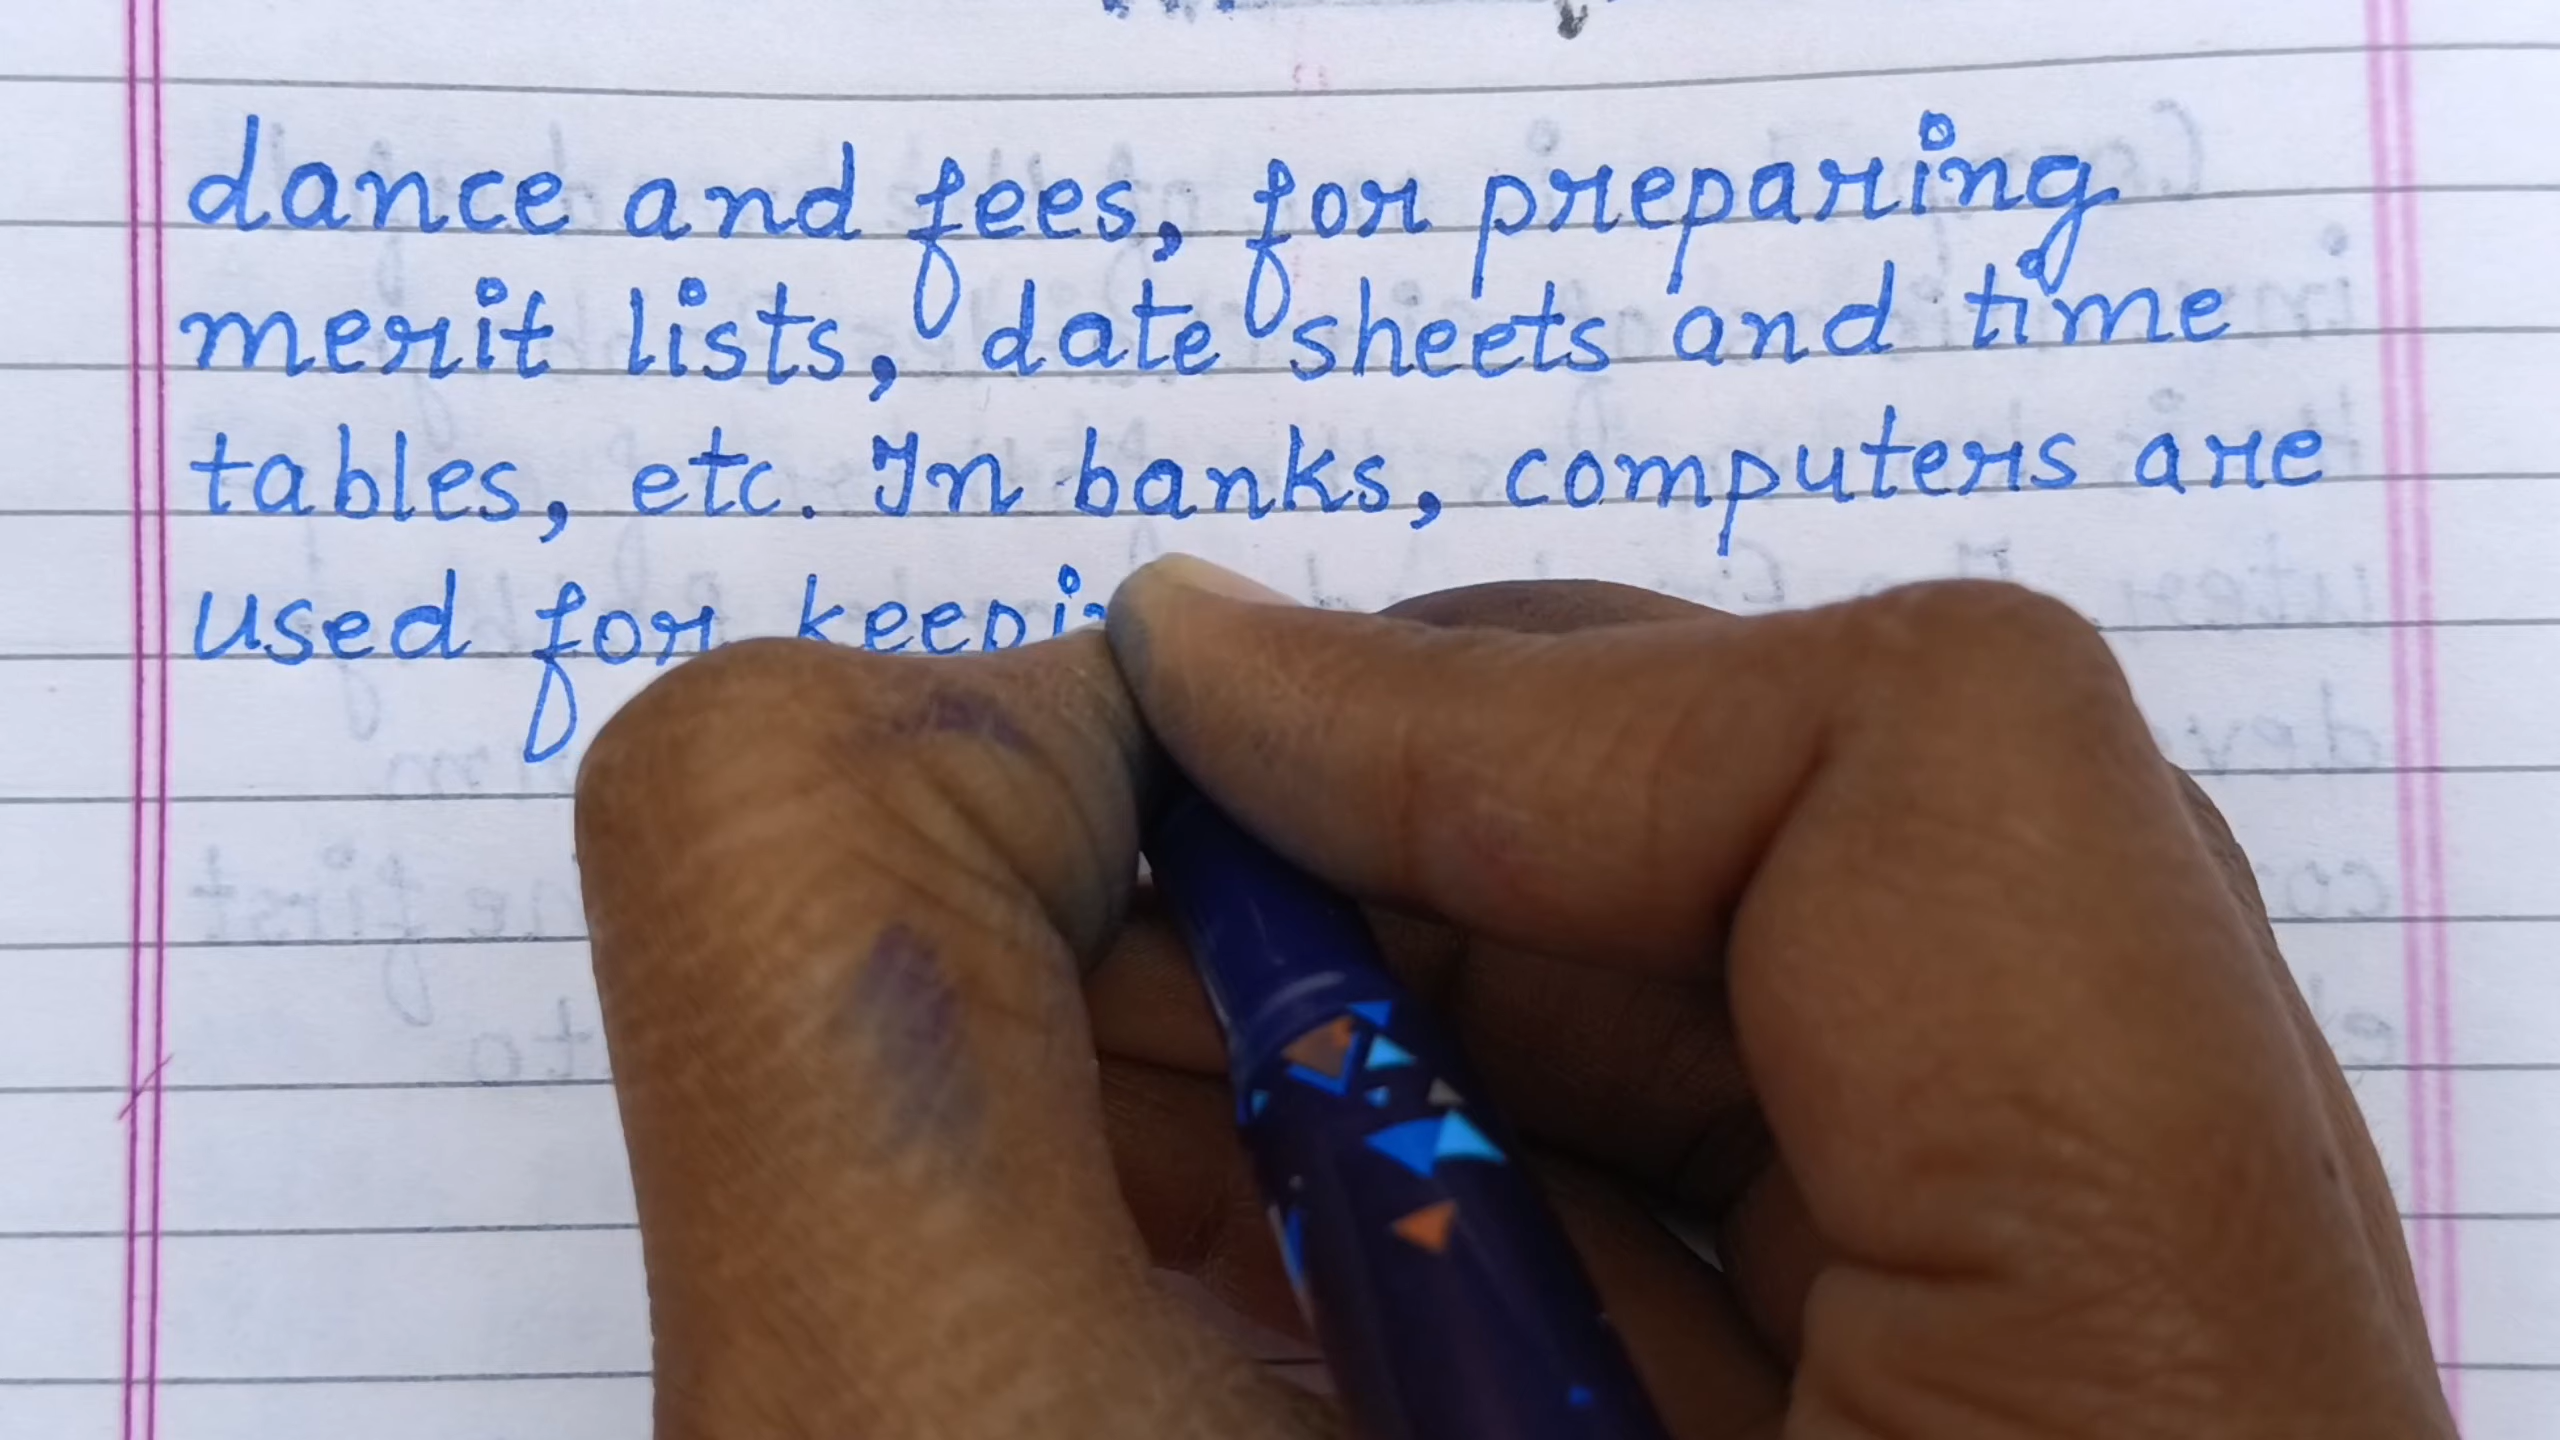 dance and fees, for preparing
merit lists, date sheets and time
tables, etc. In banks, computers are
used for keepin